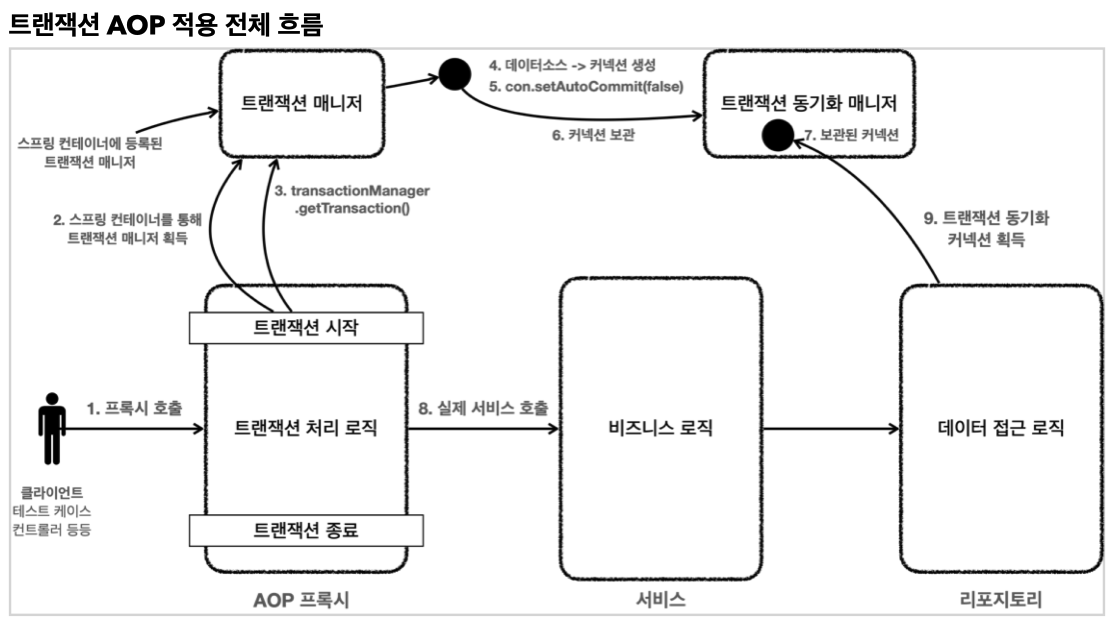 트랜잭션 AOP 적용 전체 흐름
트랜잭션 매니저
4. 데이터소스 -> 커넥션 생성
5. con.setAutoCommit(false)
6. 커넥션 보관
트랜잭션 동기화 매니저
7. 보관된 커넥션
스프링 컨테이너에 등록된
트랜잭션 매니저
2. 스프링 컨테이너를 통해
트랜잭션 매니저 획득
3. transactionManager
.getTransaction()
9. 트랜잭션 동기화
커넥션 획득
트랜잭션 시작
1. 프록시 호출
트랜잭션 처리 로직
8. 실제 서비스 호출
비즈니스 로직
데이터 접근 로직
클라이언트
테스트 케이스
컨트롤러 등등
트랜잭션 종료
AOP 프록시
서비스
리포지토리